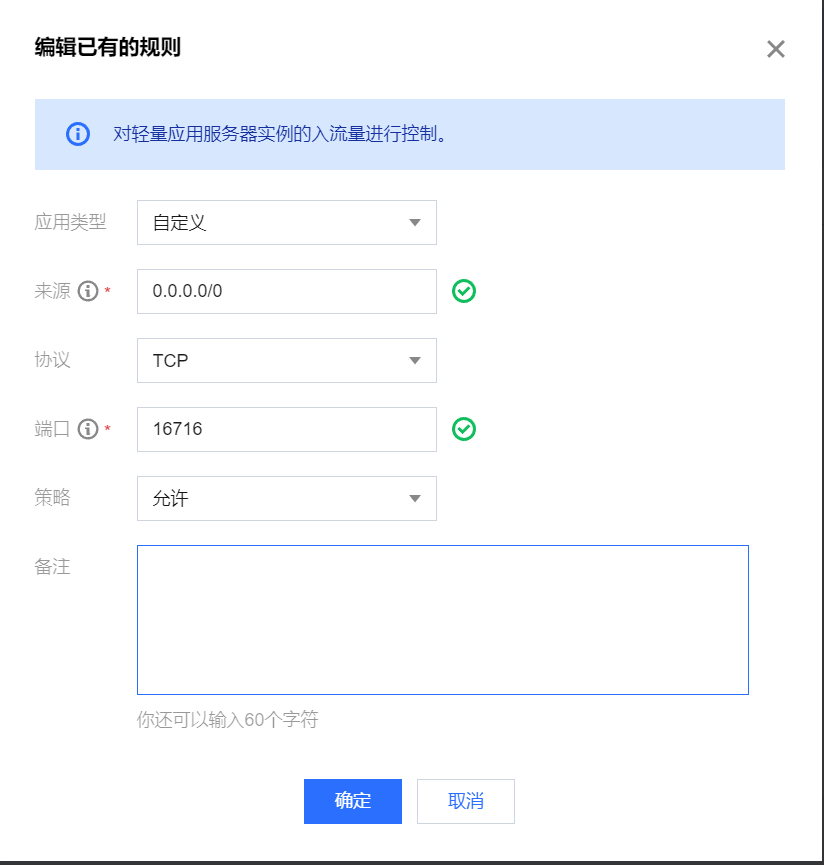 编辑已有的规则
对轻量应用服务器实例的入流量进行控制。
应用类型 自定义
来源 * 0.0.0.0/0
协议 TCP
端口 * 16716
策略 允许
备注
你还可以输入60个字符
确定 取消